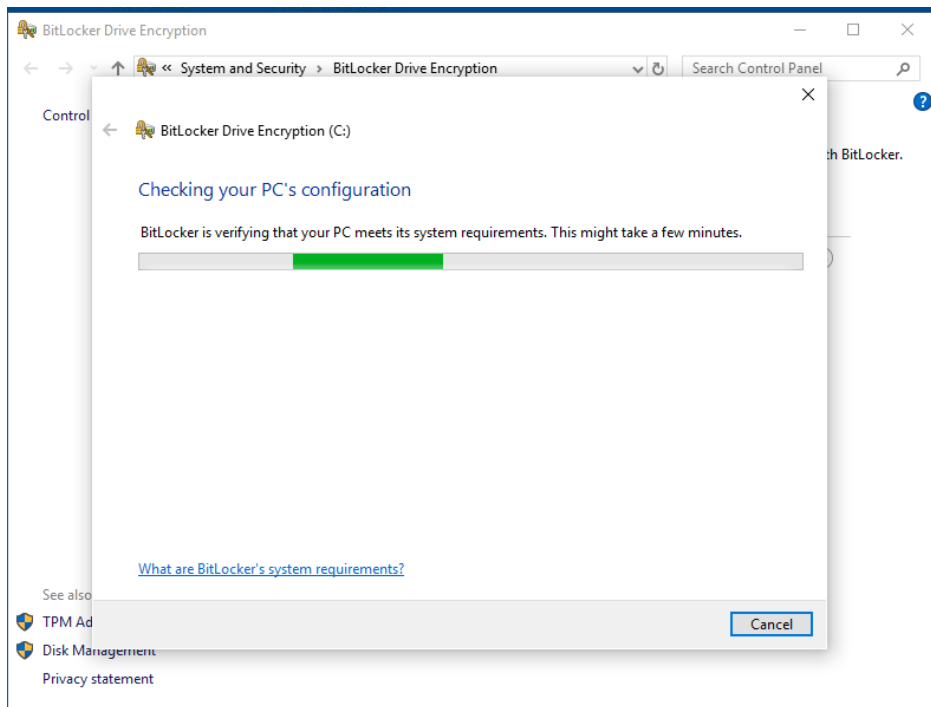 BitLocker Drive Encryption
« System and Security › BitLocker Drive Encryption
Search Control Panel
?
Control
th BitLocker.
BitLocker Drive Encryption (C:)
Checking your PC's configuration
BitLocker is verifying that your PC meets its system requirements. This might take a few minutes.
What are BitLocker's system requirements?
Cancel
See also
TPM Ad
Disk Management
Privacy statement